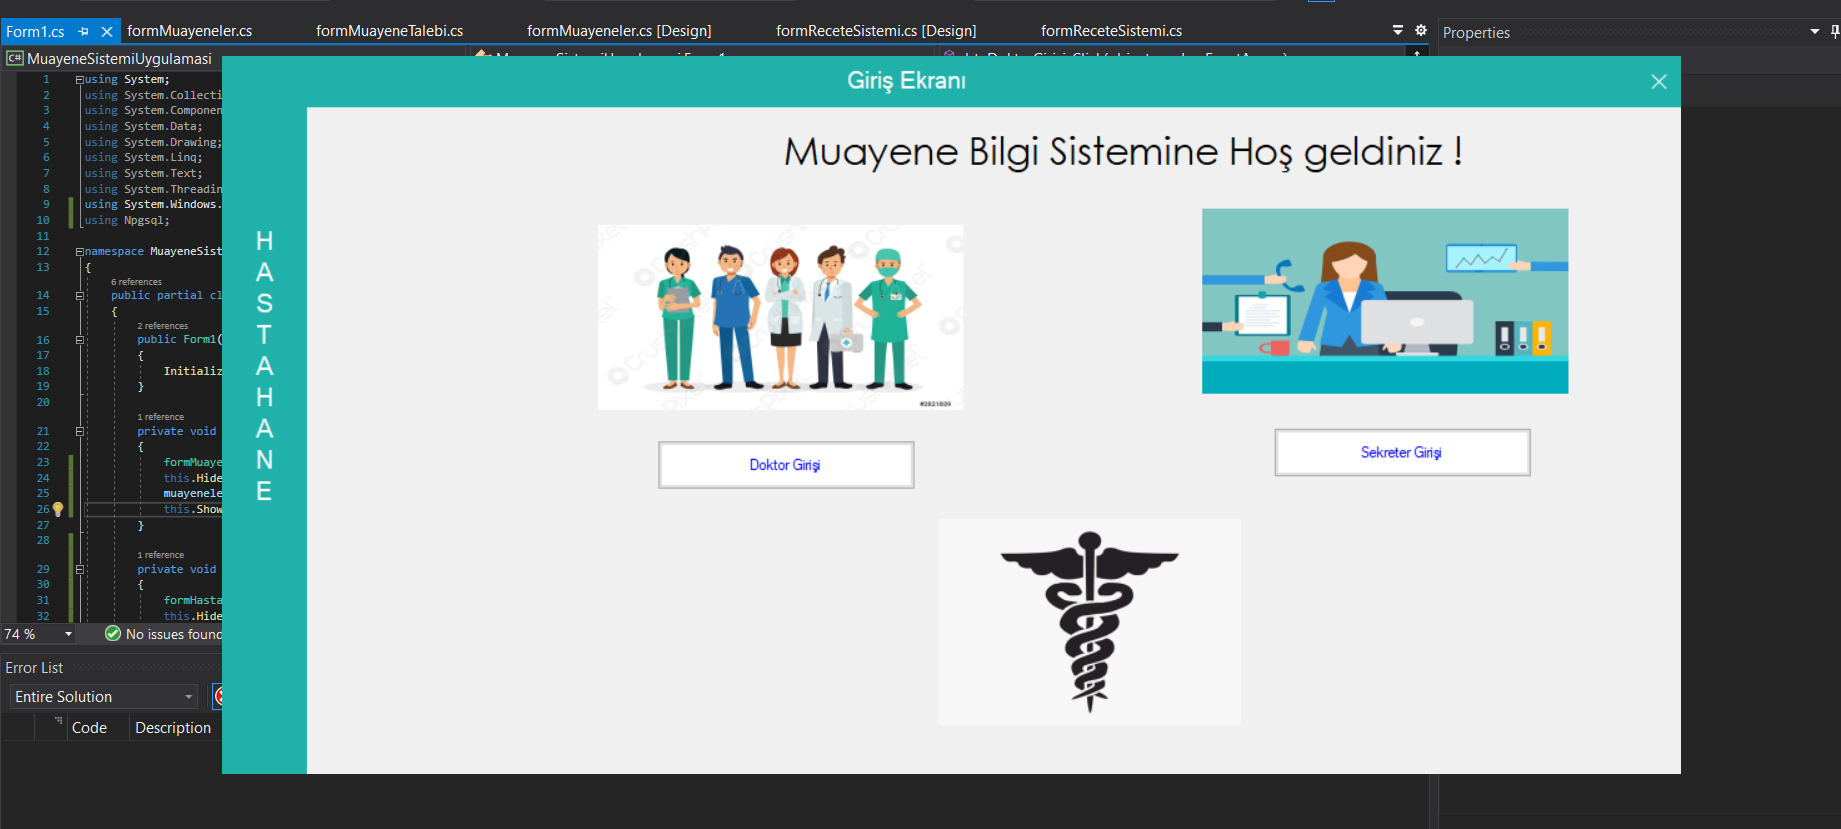 Form1.cs
formMuayeneler.cs
formMuayeneTalebi.cs
formMuayeneler.cs [Design]
formReceteSistemi.cs [Design]
formReceteSistemi.cs
Properties
C# MuayeneSistemiUygulamasi
Giriş Ekranı
Muayene Bilgi Sistemine Hoş geldiniz !
HASTAHANE
#2821039
Doktor Girişi
Sekreter Girişi
1 using System;
2 using System.Collecti
3 using System.Componen
4 using System.Data;
5 using System.Drawing;
6 using System.Linq;
7 using System.Text;
8 using System.Threadin
9 using System.Windows.
10 using Npgsql;
11
12 namespace MuayeneSist
13 {
6 references
14 public partial cl
15 {
2 references
16 public Form1(
17 {
18 Initializ
19 }
20
1 reference
21 private void
22 {
23 formMuaye
24 this.Hide
25 muayenele
26 this.Show
27 }
28
1 reference
29 private void
30 {
31 formHasta
32 this.Hide
74 %
No issues found
Error List
Entire Solution
Code
Description